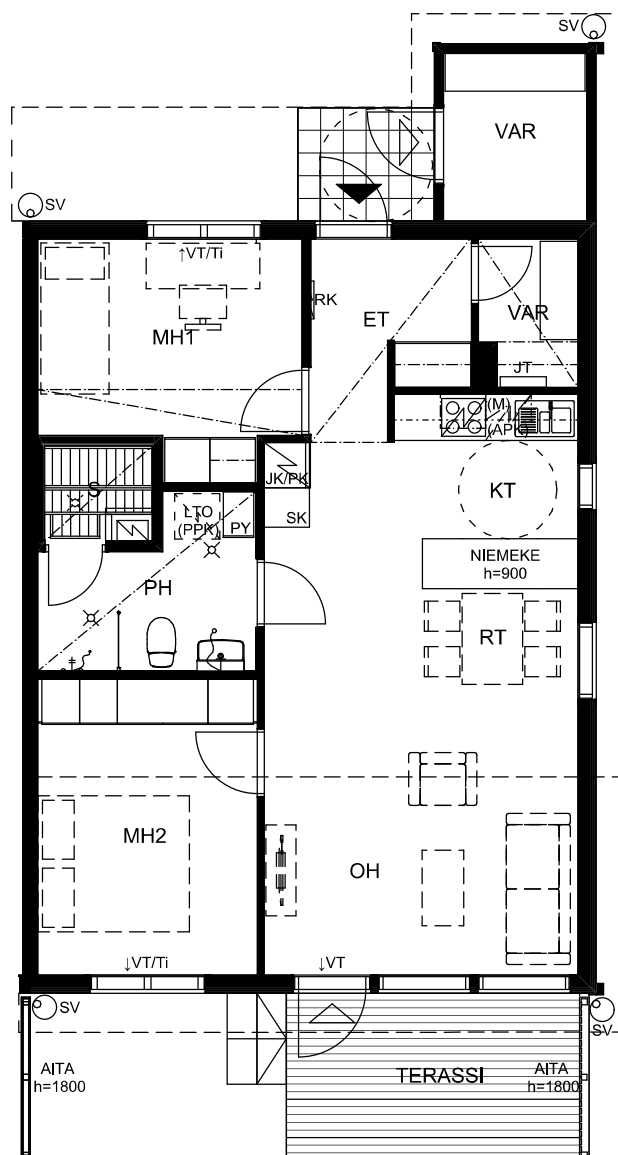 SV
VAR
SV
↑VT/Ti
MH1
RK
ET
VAR
JT
(M)
(APK)
S
JK/PK
KT
LTO
(PPK)
PY
SK
NIEMEKE
h=900
PH
RT
MH2
OH
↓VT/Ti
↓VT
SV
SV
AITA
h=1800
TERASSI
AITA
h=1800